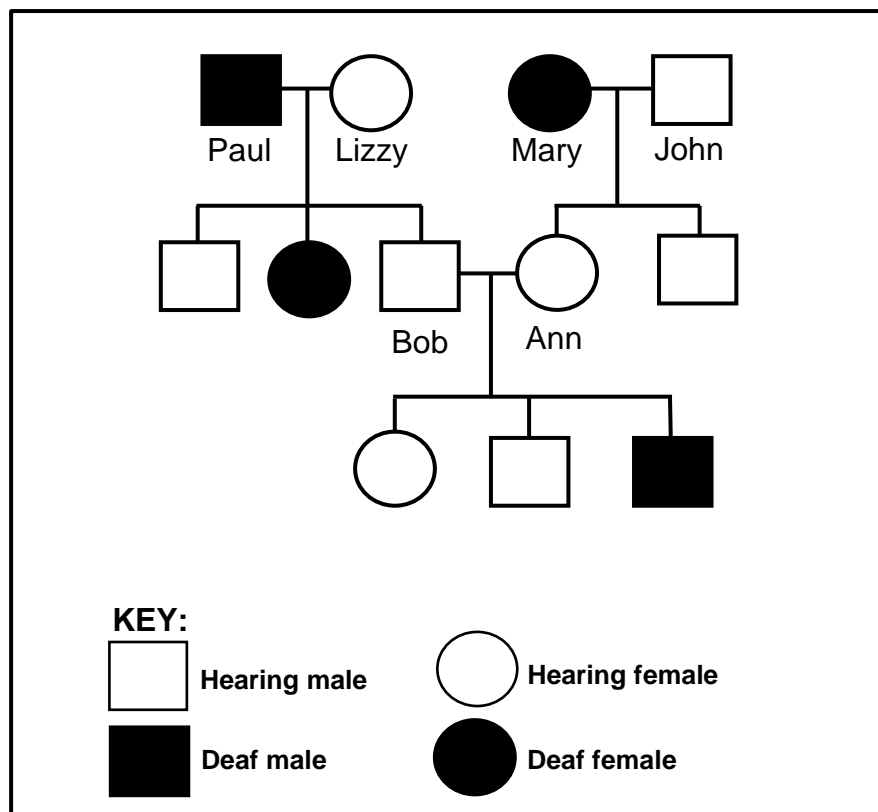 Paul Lizzy Mary John
Bob Ann
KEY:
Hearing male Hearing female
Deaf male Deaf female